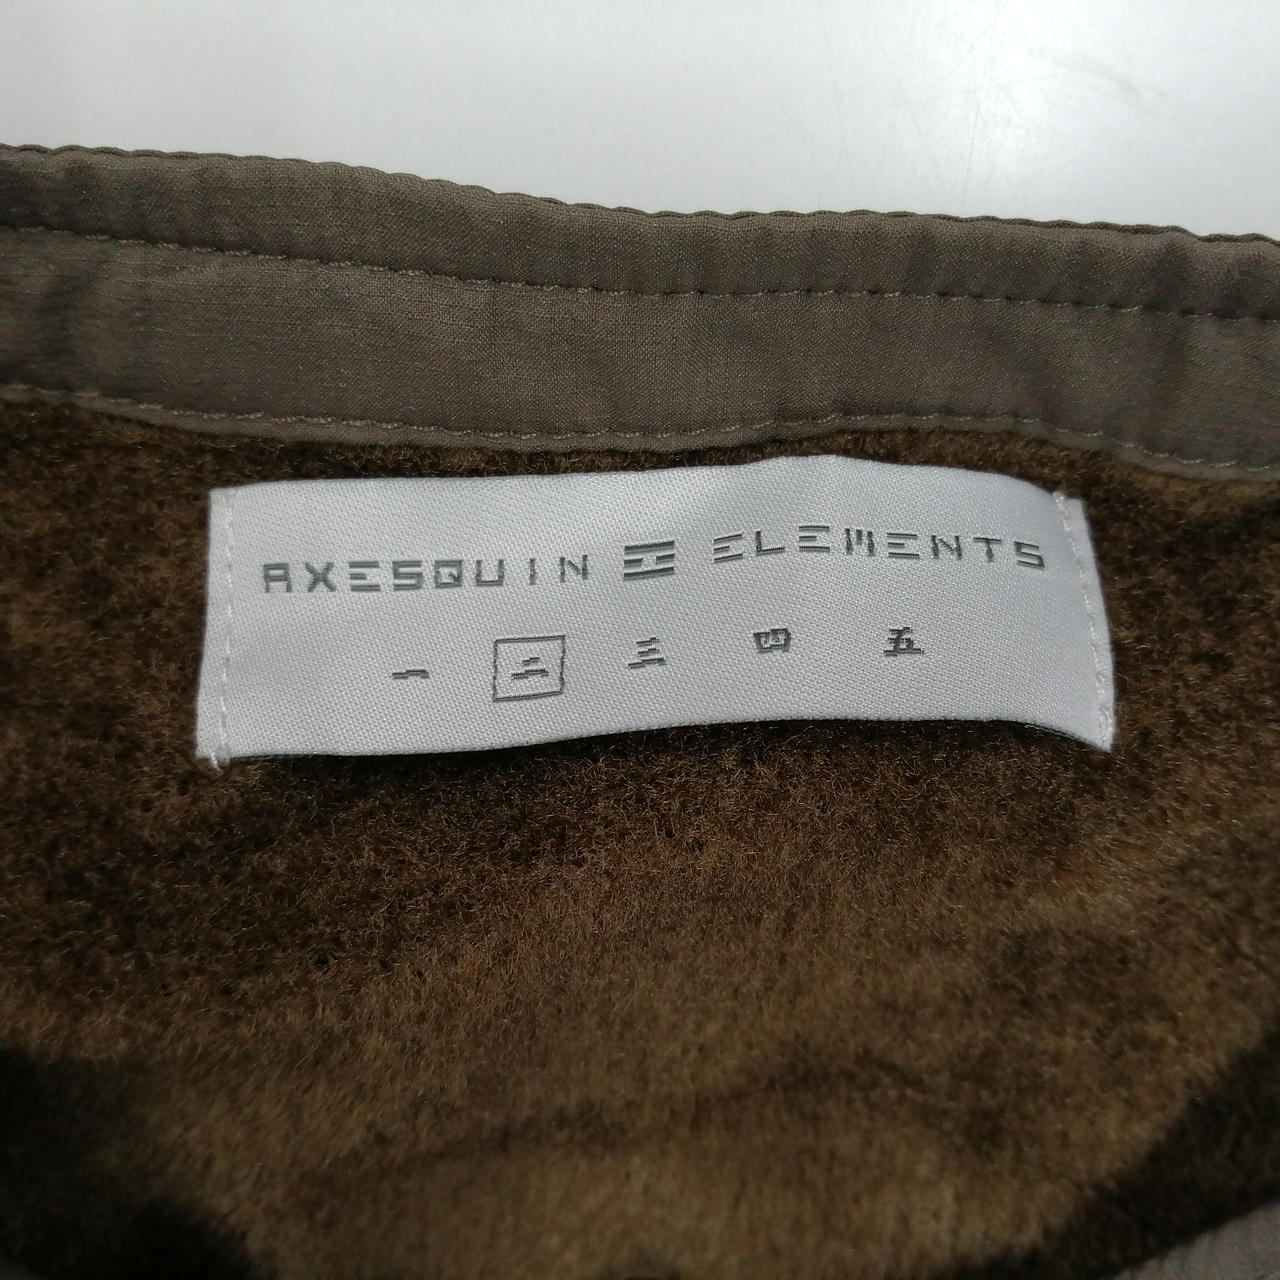 AXESQUIN ELEMENTS
一 二 三 四 五